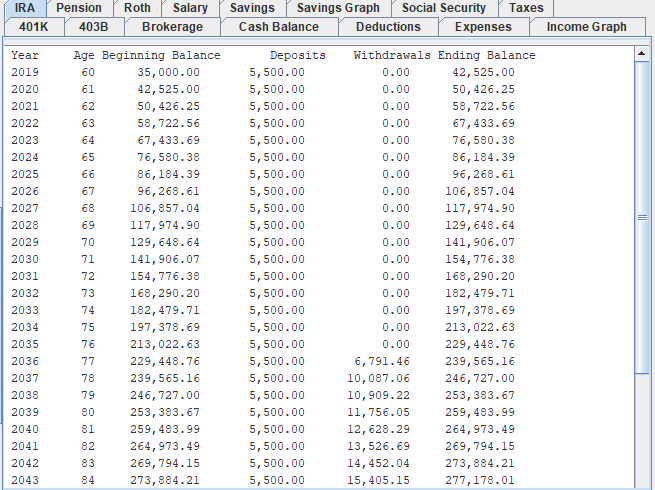 IRA Pension Roth Salary Savings Savings Graph Social Security Taxes
401K 403B Brokerage Cash Balance Deductions Expenses Income Graph
Year Age Beginning Balance Deposits Withdrawals Ending Balance
2019 60 35,000.00 5,500.00 0.00 42,525.00
2020 61 42,525.00 5,500.00 0.00 50,426.25
2021 62 50,426.25 5,500.00 0.00 58,722.56
2022 63 58,722.56 5,500.00 0.00 67,433.69
2023 64 67,433.69 5,500.00 0.00 76,580.38
2024 65 76,580.38 5,500.00 0.00 86,184.39
2025 66 86,184.39 5,500.00 0.00 96,268.61
2026 67 96,268.61 5,500.00 0.00 106,857.04
2027 68 106,857.04 5,500.00 0.00 117,974.90
2028 69 117,974.90 5,500.00 0.00 129,648.64
2029 70 129,648.64 5,500.00 0.00 141,906.07
2030 71 141,906.07 5,500.00 0.00 154,776.38
2031 72 154,776.38 5,500.00 0.00 168,290.20
2032 73 168,290.20 5,500.00 0.00 182,479.71
2033 74 182,479.71 5,500.00 0.00 197,378.69
2034 75 197,378.69 5,500.00 0.00 213,022.63
2035 76 213,022.63 5,500.00 0.00 229,448.76
2036 77 229,448.76 5,500.00 6,791.46 239,565.16
2037 78 239,565.16 5,500.00 10,087.06 246,727.00
2038 79 246,727.00 5,500.00 10,909.22 253,383.67
2039 80 253,383.67 5,500.00 11,756.05 259,483.99
2040 81 259,483.99 5,500.00 12,628.29 264,973.49
2041 82 264,973.49 5,500.00 13,526.69 269,794.15
2042 83 269,794.15 5,500.00 14,452.04 273,884.21
2043 84 273,884.21 5,500.00 15,405.15 277,178.01